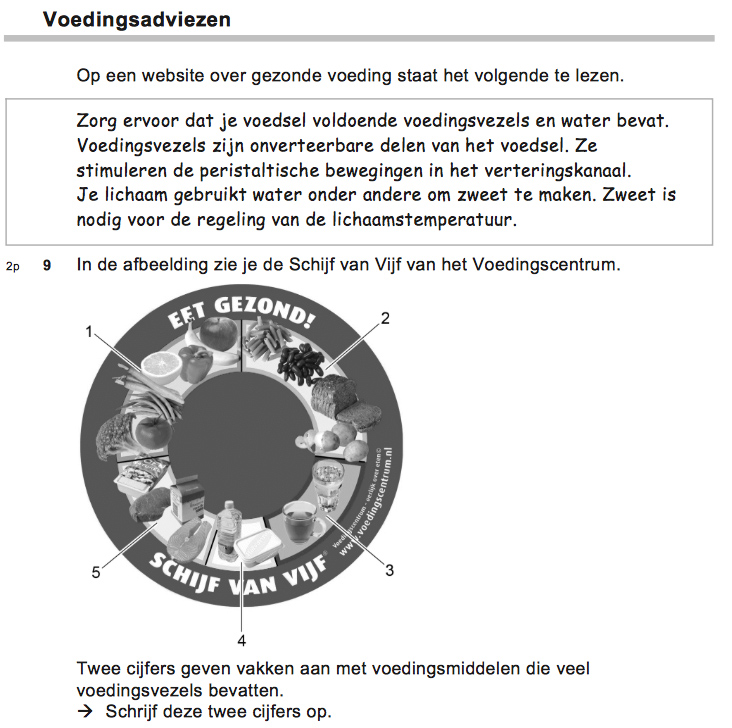 Voedingsadviezen
Op een website over gezonde voeding staat het volgende te lezen.
Zorg ervoor dat je voedsel voldoende voedingsvezels en water bevat.
Voedingsvezels zijn onverteerbare delen van het voedsel. Ze
stimuleren de peristaltische bewegingen in het verteringskanaal.
Je lichaam gebruikt water onder andere om zweet te maken. Zweet is
nodig voor de regeling van de lichaamstemperatuur.
2p 9 In de afbeelding zie je de Schijf van Vijf van het Voedingscentrum.
EET GEZOND!
1
2
Voedingscentrum - eerlijk over eten©
www.voedingscentrum.nl
SCHIJF VAN VIJF®
5
3
4
Twee cijfers geven vakken aan met voedingsmiddelen die veel
voedingsvezels bevatten.
→ Schrijf deze twee cijfers op.